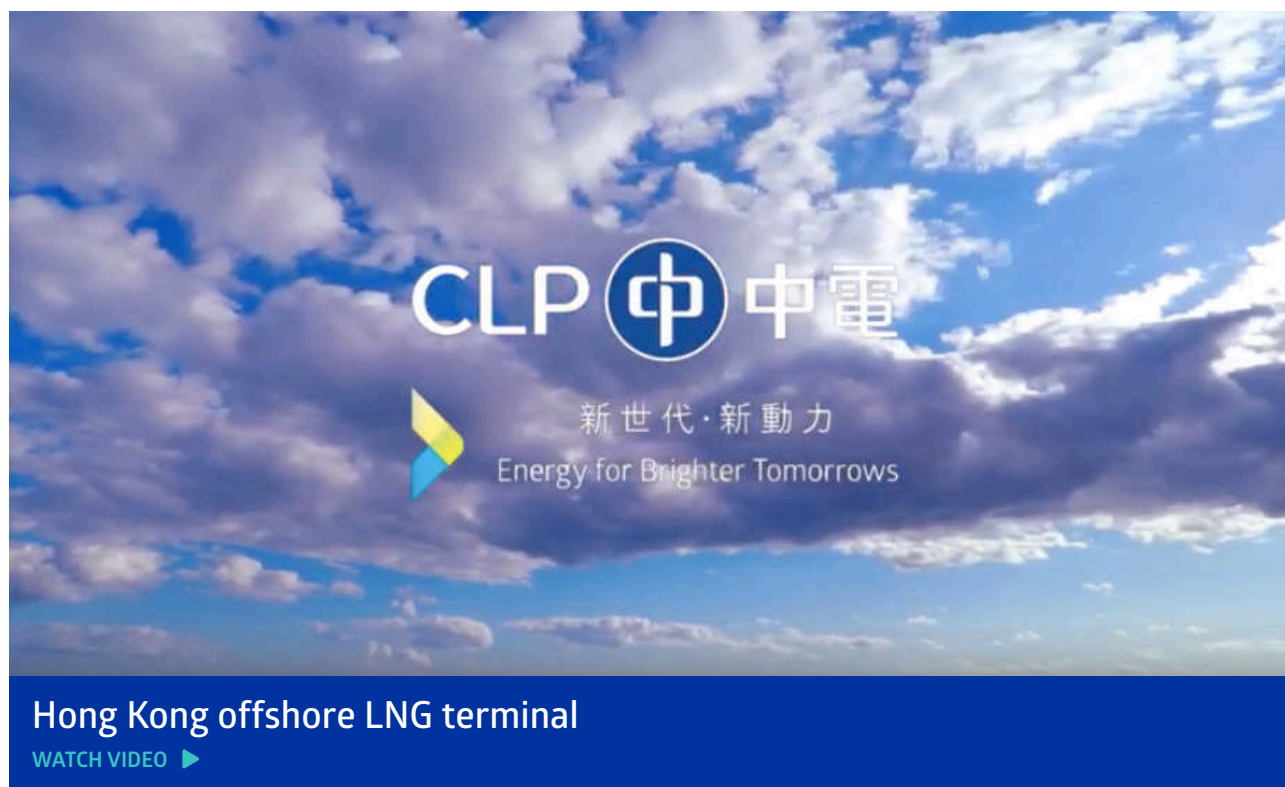 CLP 中電
新世代·新動力
Energy for Brighter Tomorrows
Hong Kong offshore LNG terminal
WATCH VIDEO